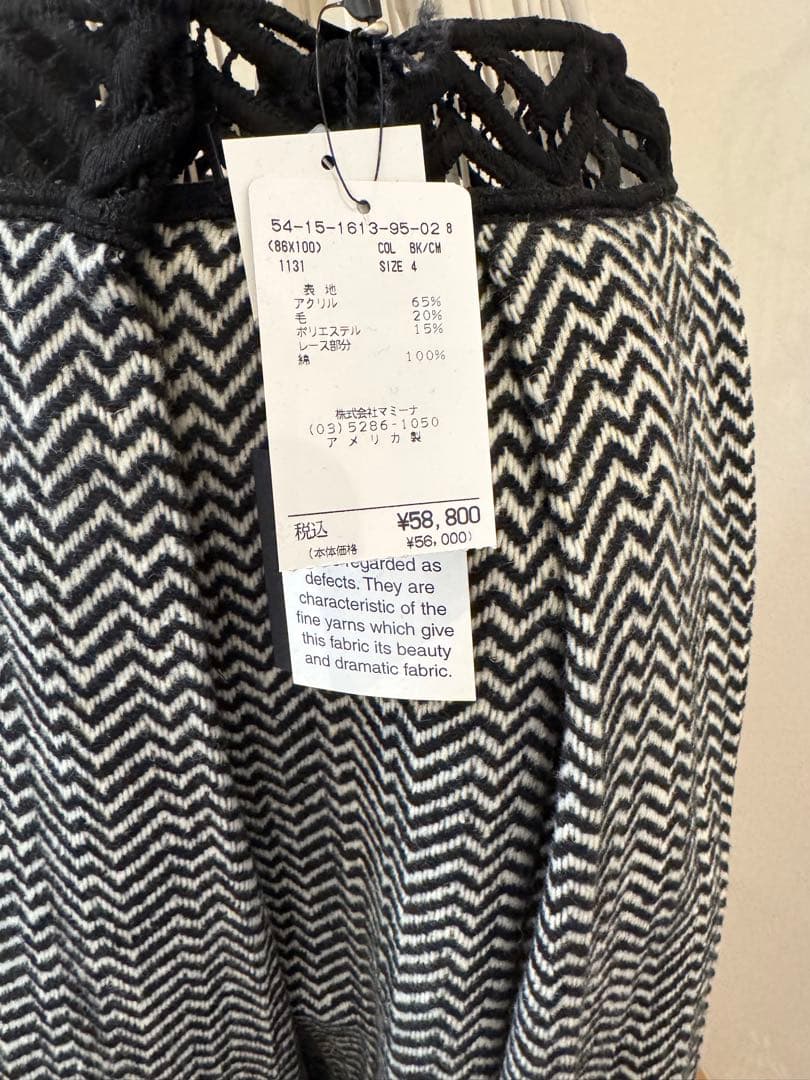 54-15-1613-95-02 8
(86X100) COL BK/CM
1131 SIZE 4
表地
アクリル 65%
毛 20%
ポリエステル 15%
レース部分
綿 100%
株式会社マミーナ
(03)5286-1050
アメリカ製
税込 ¥58,800
(本体価格 ¥56,000)
regarded as
defects. They are
characteristic of the
fine yarns which give
this fabric its beauty
and dramatic fabric.